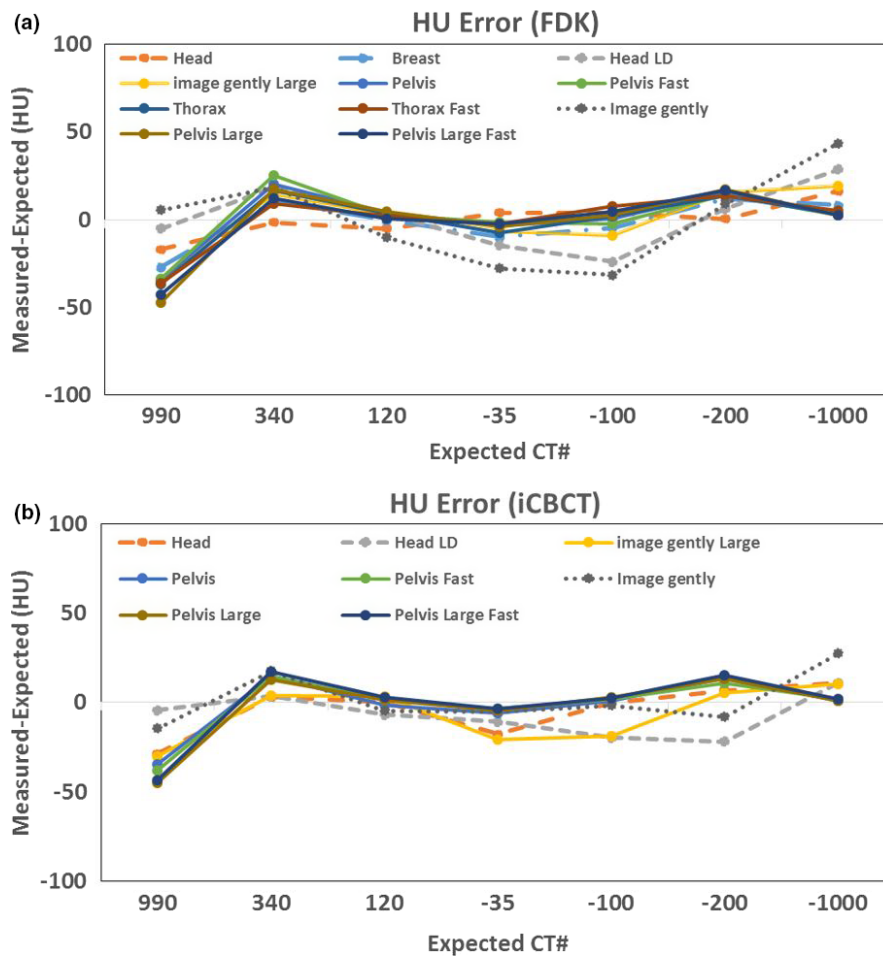 (a)
HU Error (FDK)
100
50
0
-50
-100
Measured-Expected (HU)
Head Breast Head LD
image gently Large Pelvis Pelvis Fast
Thorax Thorax Fast Image gently
Pelvis Large Pelvis Large Fast
990 340 120 -35 -100 -200 -1000
Expected CT#
(b)
HU Error (iCBCT)
100
50
0
-50
-100
Measured-Expected (HU)
Head Head LD image gently Large
Pelvis Pelvis Fast Image gently
Pelvis Large Pelvis Large Fast
990 340 120 -35 -100 -200 -1000
Expected CT#